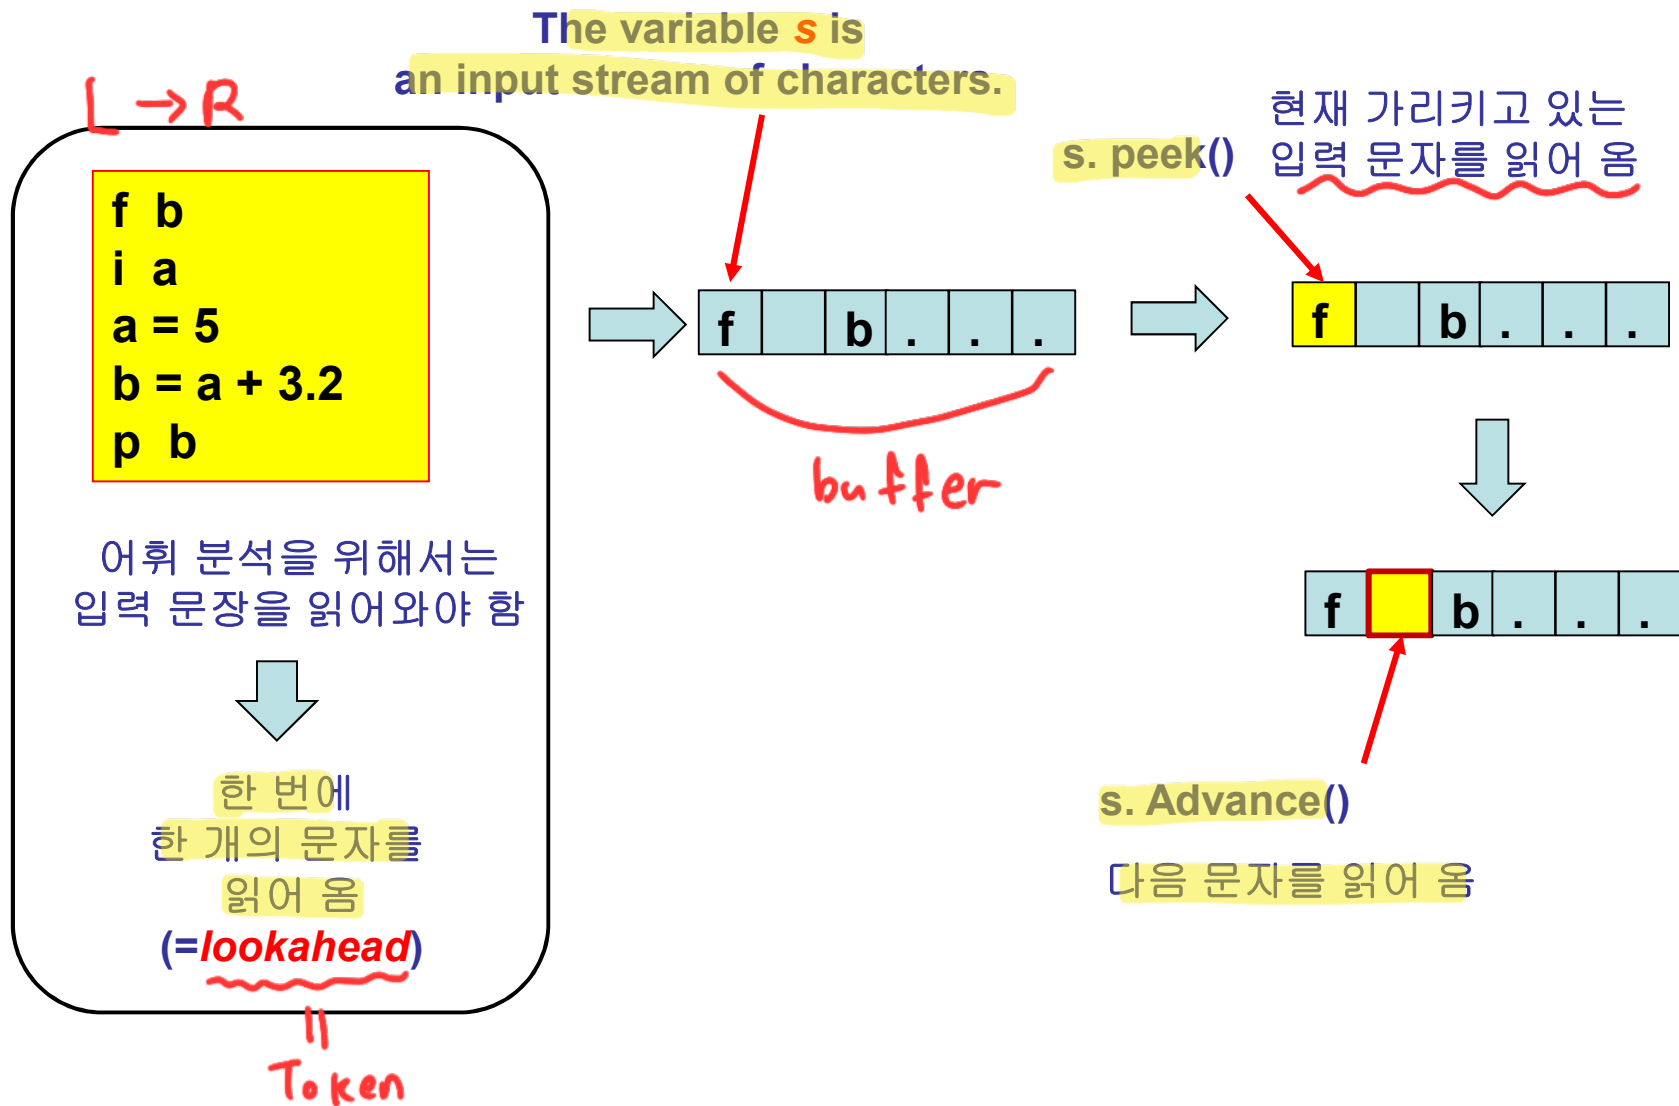 The variable s is
an input stream of characters.
L → R
f b
i a
a = 5
b = a + 3.2
p b
어휘 분석을 위해서는
입력 문장을 읽어와야 함
한 번에
한 개의 문자를
읽어 옴
(=lookahead)
=
Token
f b . . .
buffer
s. peek()
현재 가리키고 있는
입력 문자를 읽어 옴
f b . . .
f b . . .
s. Advance()
다음 문자를 읽어 옴